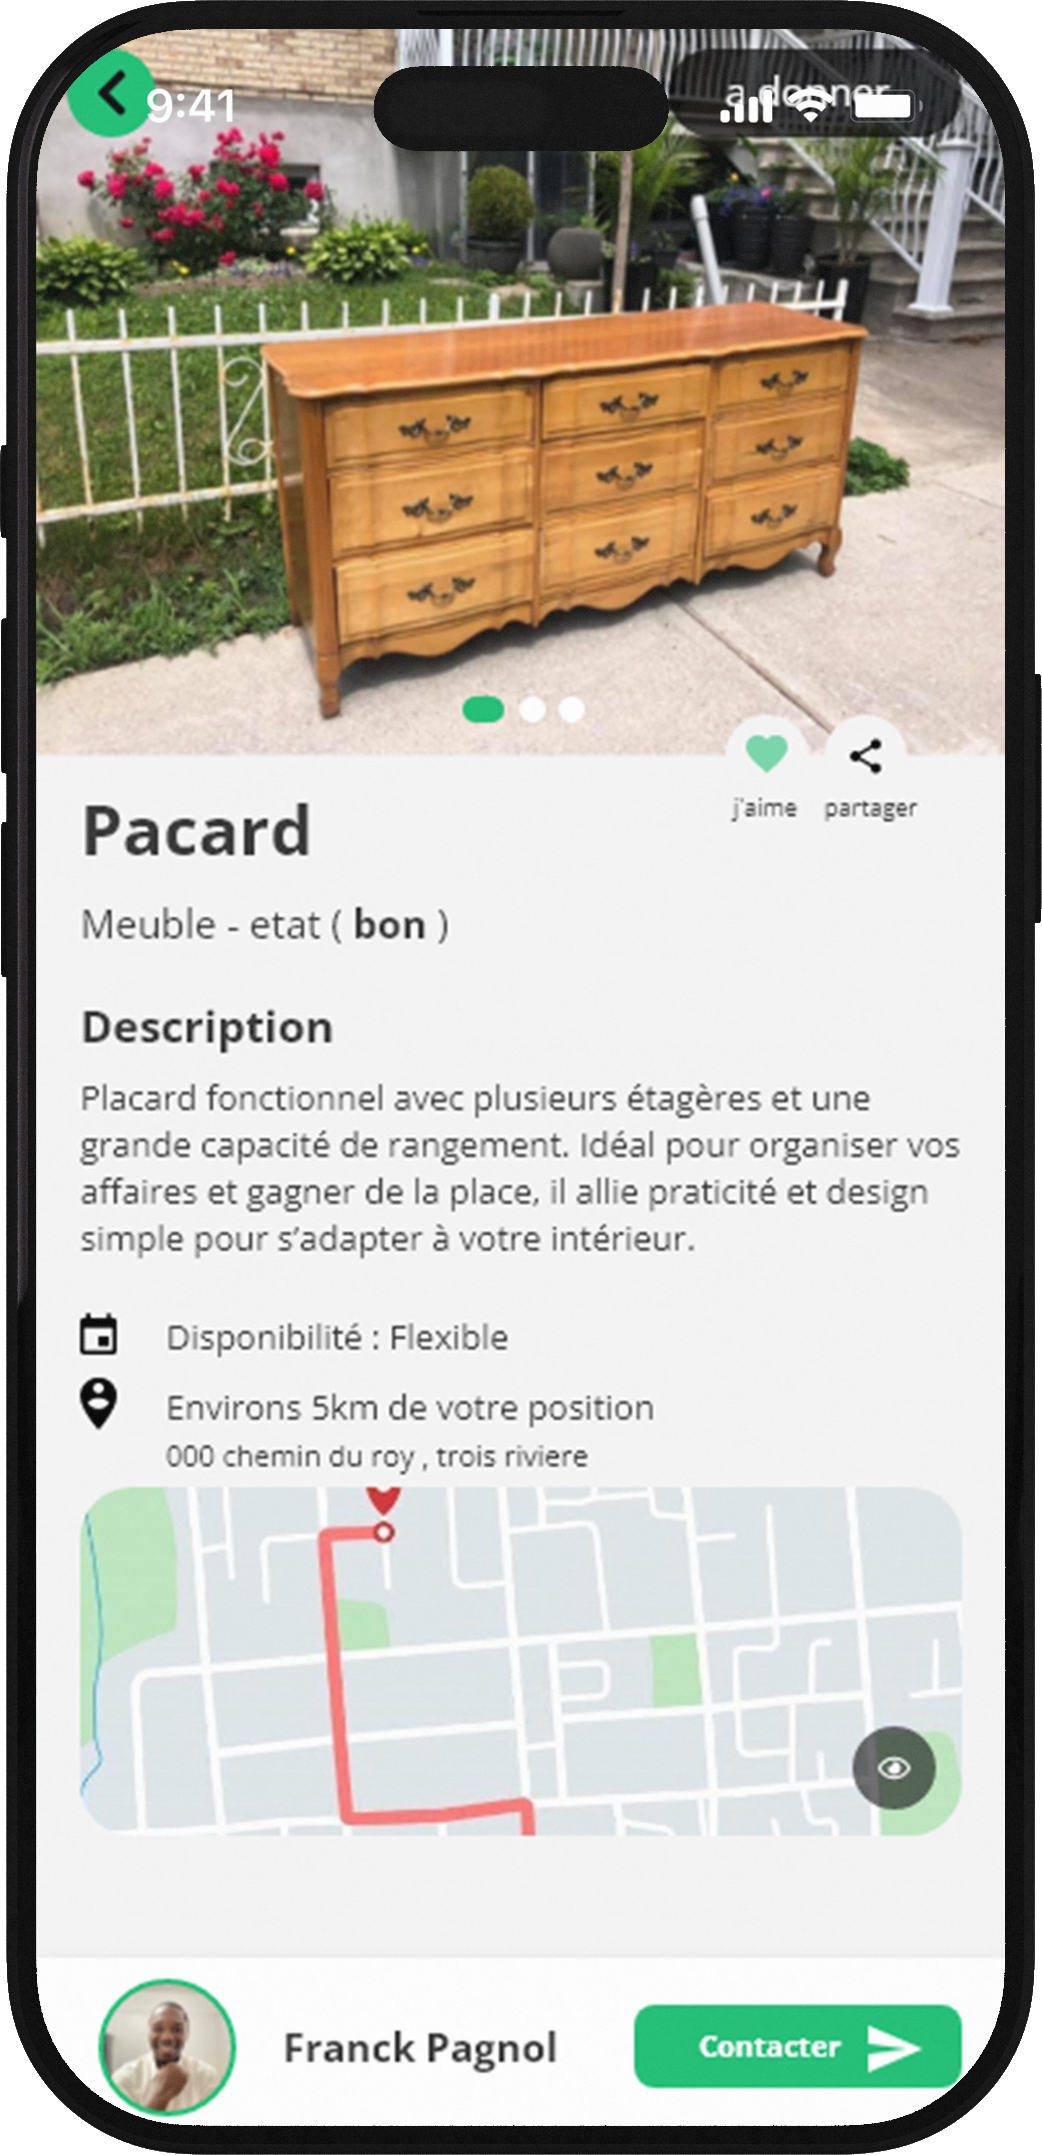 9:41
a donner
j'aime
partager
Pacard
Meuble - etat ( bon )
Description
Placard fonctionnel avec plusieurs étagères et une
grande capacité de rangement. Idéal pour organiser vos
affaires et gagner de la place, il allie praticité et design
simple pour s’adapter à votre intérieur.
Disponibilité : Flexible
Environs 5km de votre position
000 chemin du roy , trois riviere
Franck Pagnol
Contacter